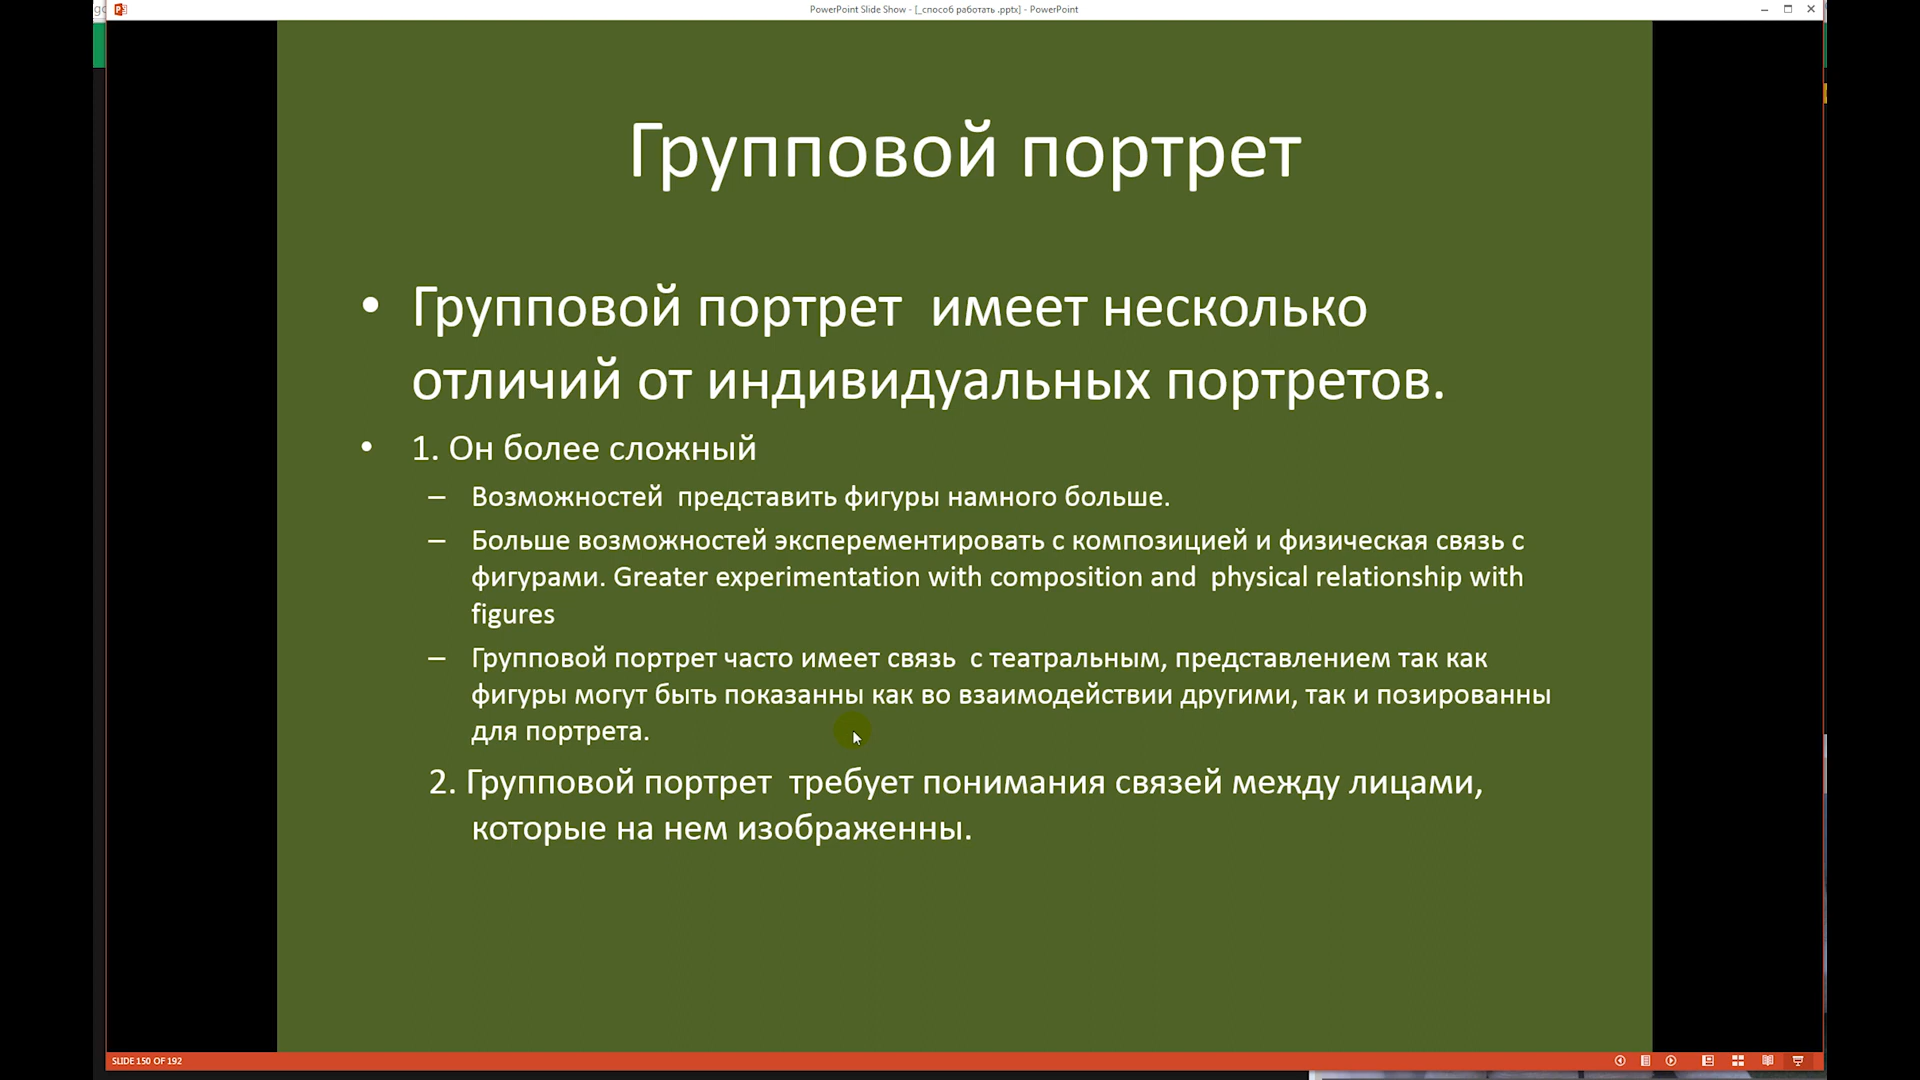 PowerPoint Slide Show - [_способ работать .pptx] - PowerPoint
Групповой портрет
• Групповой портрет имеет несколько
отличий от индивидуальных портретов.
• 1. Он более сложный
– Возможностей представить фигуры намного больше.
– Больше возможностей эксперементировать с композицией и физическая связь с
фигурами. Greater experimentation with composition and physical relationship with
figures
– Групповой портрет часто имеет связь с театральным, представлением так как
фигуры могут быть показанны как во взаимодействии другими, так и позированны
для портрета.
2. Групповой портрет требует понимания связей между лицами,
которые на нем изображенны.
SLIDE 150 OF 192